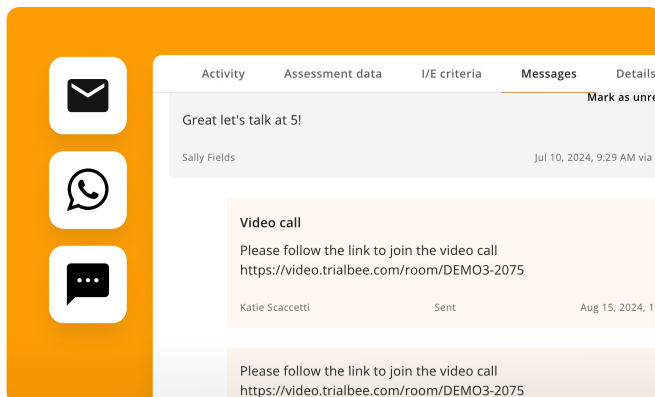 Activity Assessment data I/E criteria Messages Details
Mark as
Great let's talk at 5!
Sally Fields Jul 10, 2024, 9:29 AM via
Video call
Please follow the link to join the video call
https://video.trialbee.com/room/DEMO3-2075
Katie Scaccetti Sent Aug 15, 2024,
Please follow the link to join the video call
https://video.trialbee.com/room/DEMO3-2075